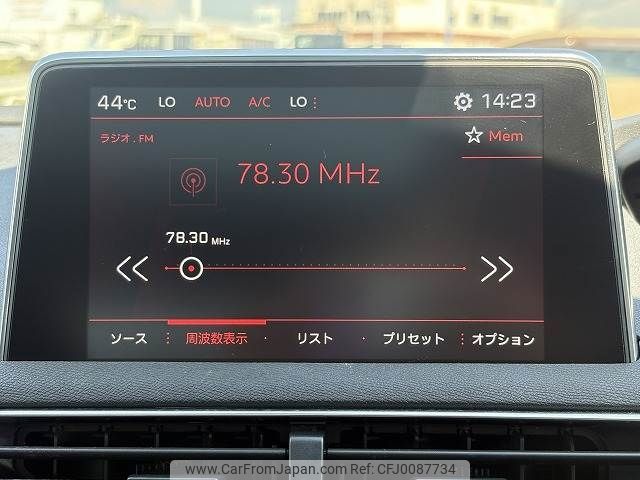 44°C LO AUTO A/C LO 14:23
ラジオ.FM
Mem
78.30 MHz
78.30 MHz
ソース 周波数表示 リスト プリセット オプション
www.CarFromJapan.com - CFJ0087734